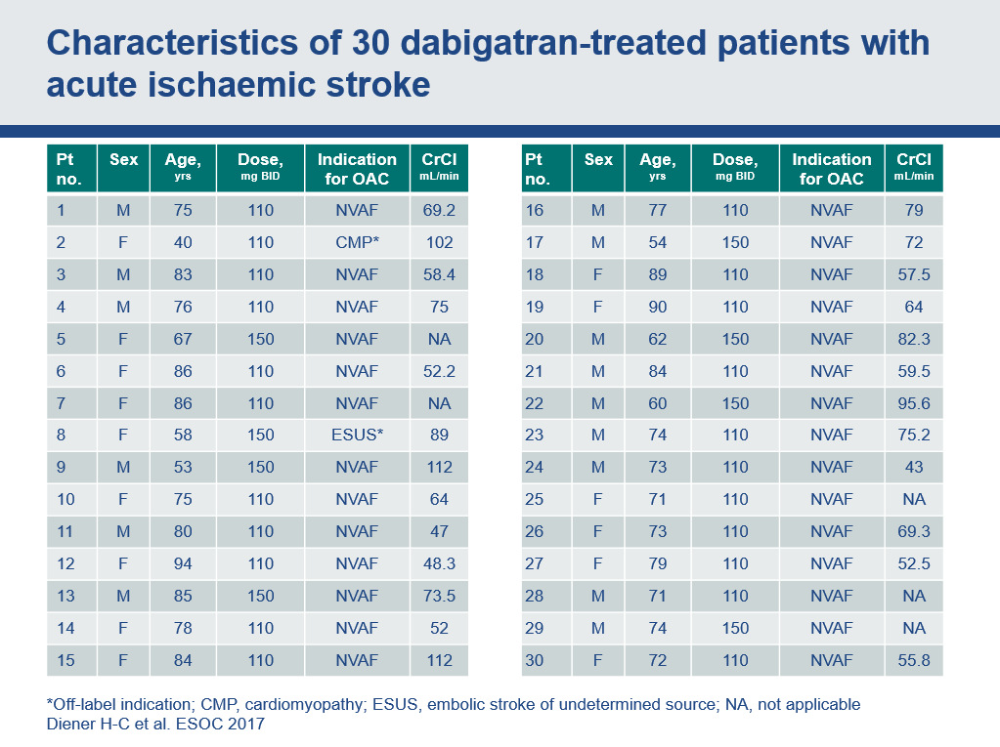 Characteristics of 30 dabigatran-treated patients with
acute ischaemic stroke
Pt no. Sex Age, yrs Dose, mg BID Indication for OAC CrCl mL/min
1 M 75 110 NVAF 69.2
2 F 40 110 CMP* 102
3 M 83 110 NVAF 58.4
4 M 76 110 NVAF 75
5 F 67 150 NVAF NA
6 F 86 110 NVAF 52.2
7 F 86 110 NVAF NA
8 F 58 150 ESUS* 89
9 M 53 150 NVAF 112
10 F 75 110 NVAF 64
11 M 80 110 NVAF 47
12 F 94 110 NVAF 48.3
13 M 85 150 NVAF 73.5
14 F 78 110 NVAF 52
15 F 84 110 NVAF 112
Pt no. Sex Age, yrs Dose, mg BID Indication for OAC CrCl mL/min
16 M 77 110 NVAF 79
17 M 54 150 NVAF 72
18 F 89 110 NVAF 57.5
19 F 90 110 NVAF 64
20 M 62 150 NVAF 82.3
21 M 84 110 NVAF 59.5
22 M 60 150 NVAF 95.6
23 M 74 110 NVAF 75.2
24 M 73 110 NVAF 43
25 F 71 110 NVAF NA
26 F 73 110 NVAF 69.3
27 F 79 110 NVAF 52.5
28 M 71 110 NVAF NA
29 M 74 150 NVAF NA
30 F 72 110 NVAF 55.8
*Off-label indication; CMP, cardiomyopathy; ESUS, embolic stroke of undetermined source; NA, not applicable
Diener H-C et al. ESOC 2017